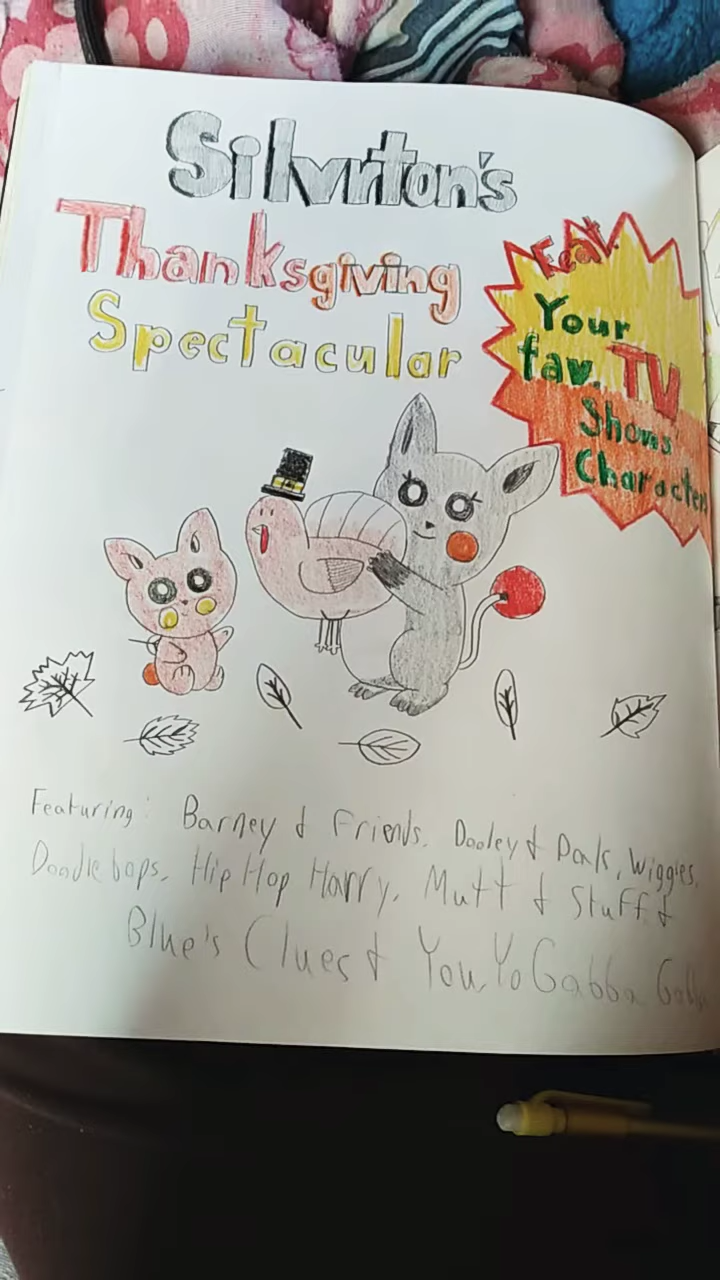 Silvrton's
Thanksgiving
Spectacular
Feat.
Your
fav. TV
Shows'
Characters
Featuring: Barney & Friends, Dooley & Pals, Wiggles,
Doodlebops, Hip Hop Harry, Mutt & Stuff &
Blue's Clues & You, Yo Gabba Gabba